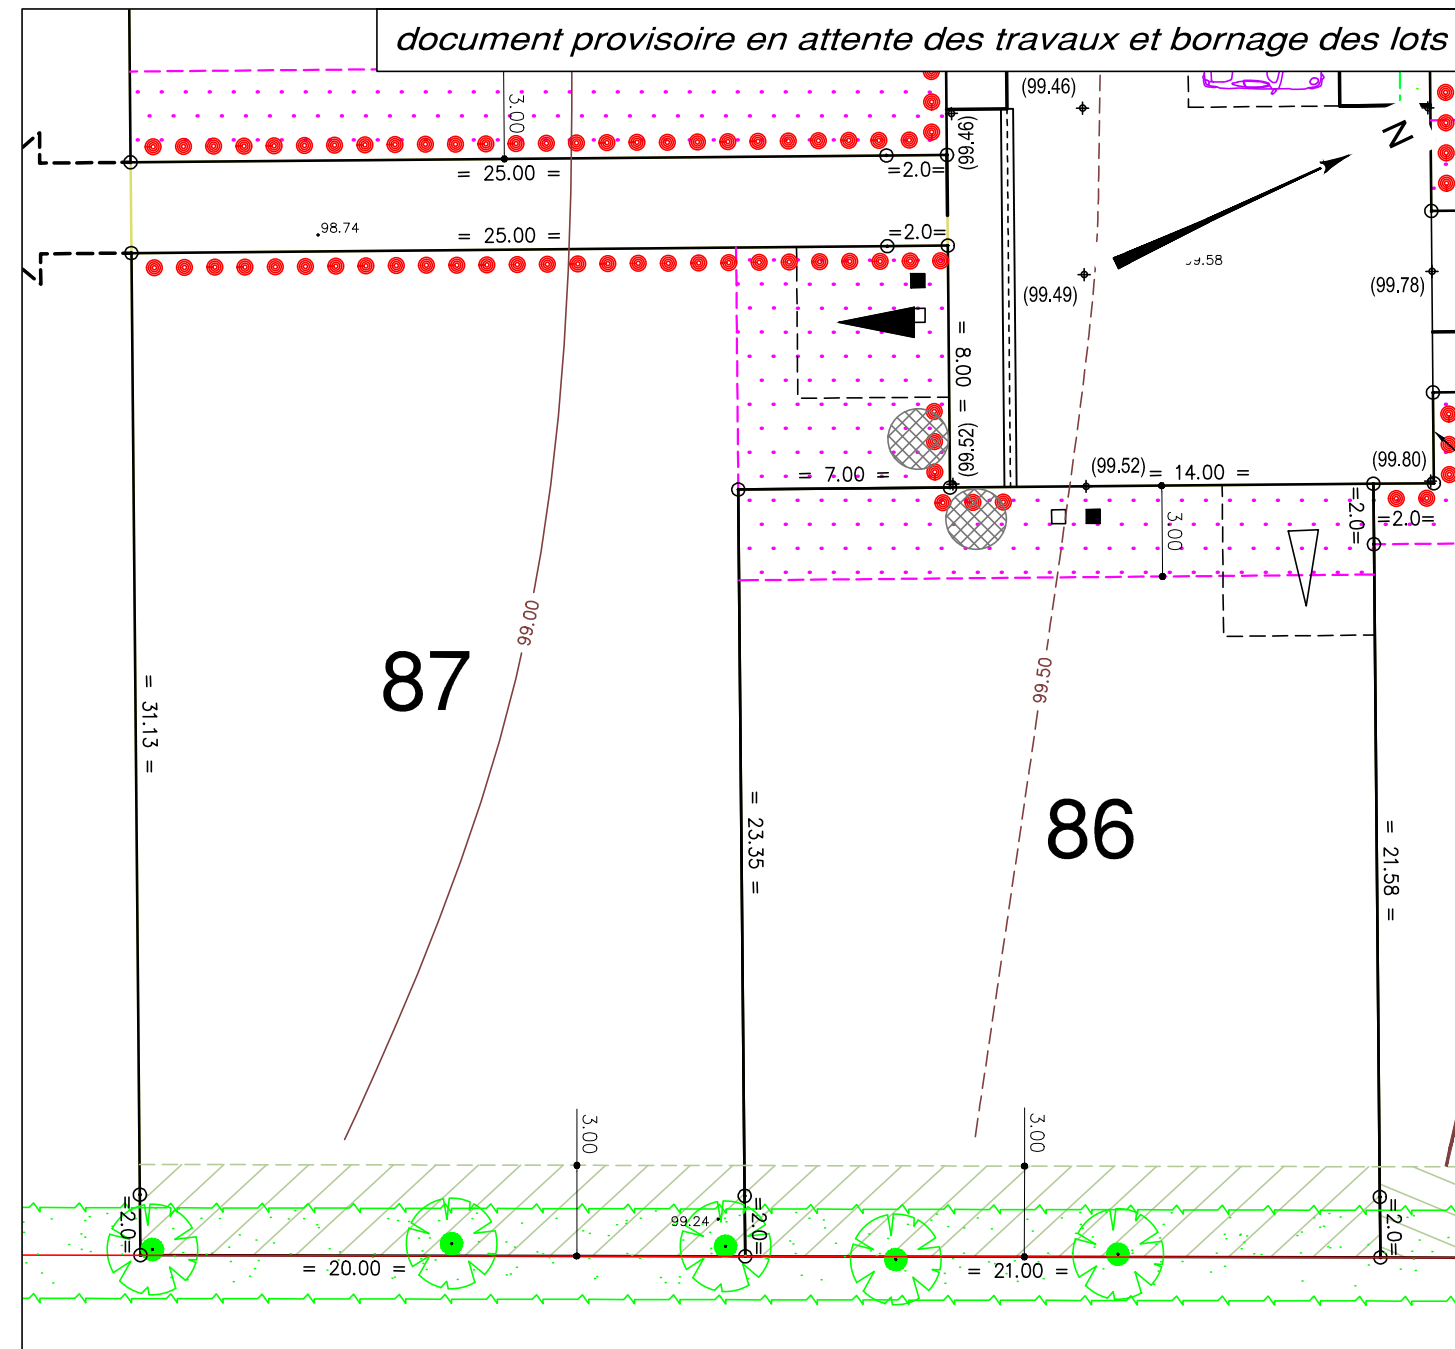 document provisoire en attente des travaux et bornage des lots
3.00
(99.46)
(99.46)
N
= 25.00 =
=2.0=
98.74
= 25.00 =
=2.0=
(99.49)
(99.78)
= 8.00 =
(99.52)
= 7.00 =
(99.52)
= 14.00 =
(99.80)
=2.0=
=2.0=
3.00
99.00
99.50
87
86
= 31.13 =
= 23.35 =
= 21.58 =
3.00
3.00
=2.0=
99.24
=2.0=
=2.0=
= 20.00 =
= 21.00 =